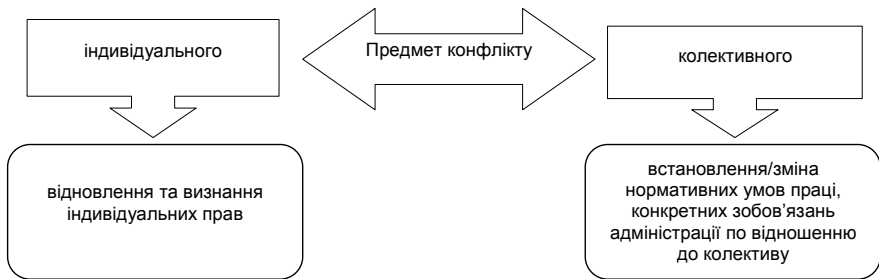 індивідуального
Предмет конфлікту
колективного
відновлення та визнання
індивідуальних прав
встановлення/зміна
нормативних умов праці,
конкретних зобов’язань
адміністрації по відношенню
до колективу